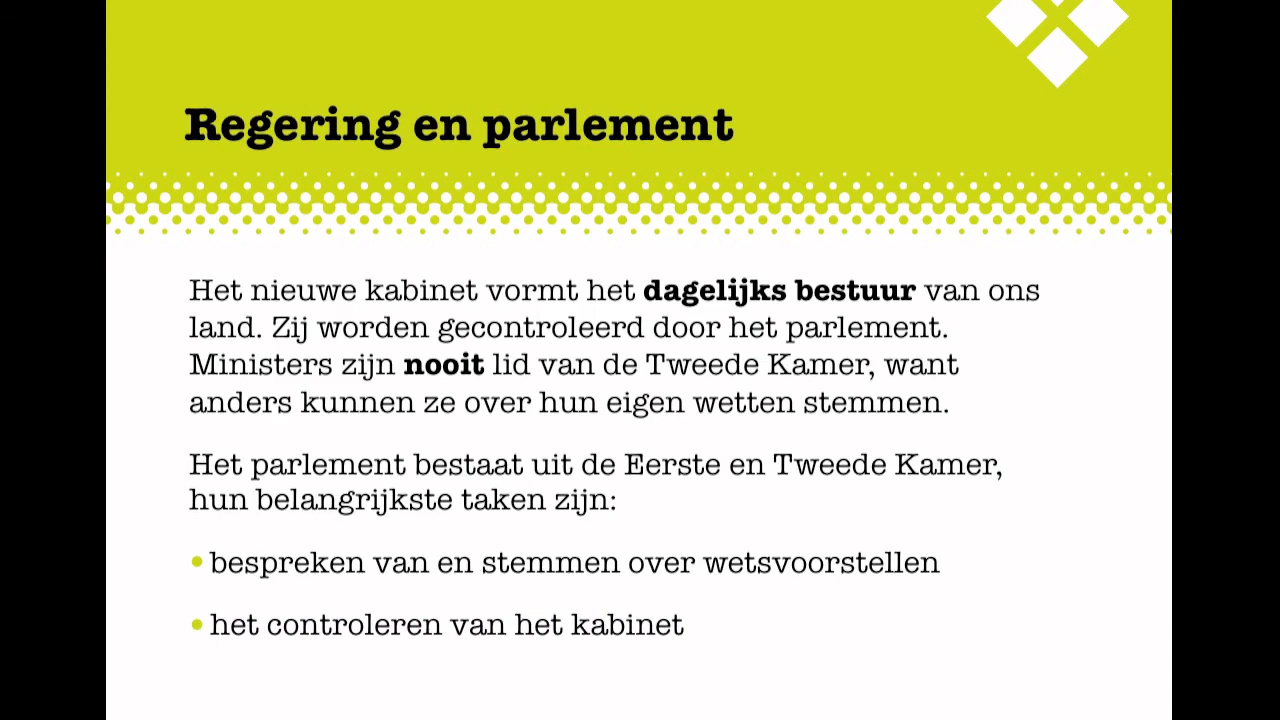 Regering en parlement
Het nieuwe kabinet vormt het dagelijks bestuur van ons
land. Zij worden gecontroleerd door het parlement.
Ministers zijn nooit lid van de Tweede Kamer, want
anders kunnen ze over hun eigen wetten stemmen.
Het parlement bestaat uit de Eerste en Tweede Kamer,
hun belangrijkste taken zijn:
• bespreken van en stemmen over wetsvoorstellen
• het controleren van het kabinet